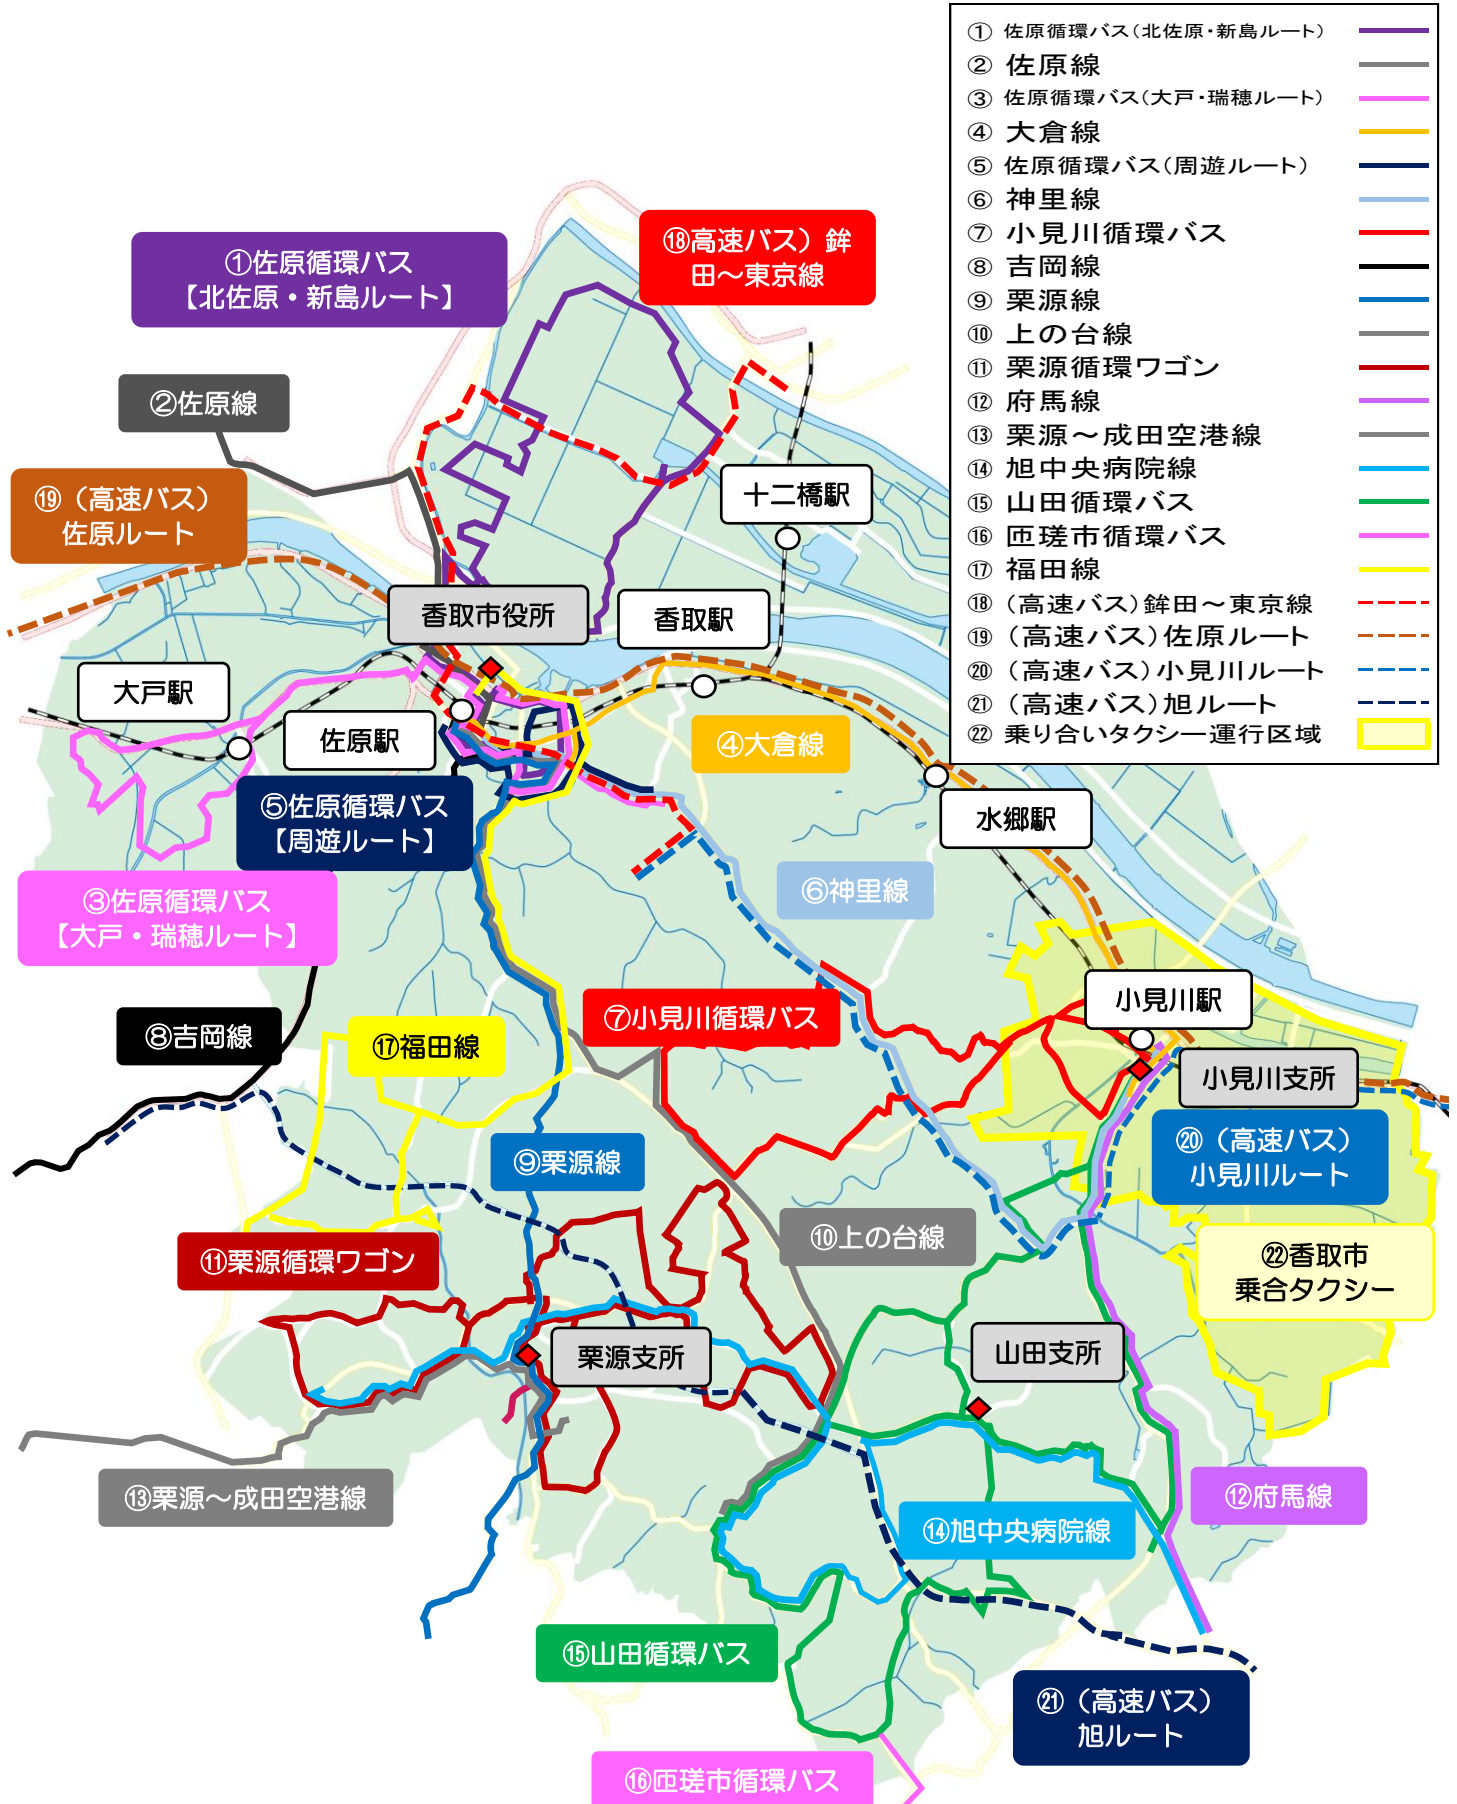 ① 佐原循環バス(北佐原・新島ルート)
② 佐原線
③ 佐原循環バス(大戸・瑞穂ルート)
④ 大倉線
⑤ 佐原循環バス(周遊ルート)
⑥ 神里線
⑦ 小見川循環バス
⑧ 吉岡線
⑨ 栗源線
⑩ 上の台線
⑪ 栗源循環ワゴン
⑫ 府馬線
⑬ 栗源～成田空港線
⑭ 旭中央病院線
⑮ 山田循環バス
⑯ 匝瑳市循環バス
⑰ 福田線
⑱ (高速バス)鉾田～東京線
⑲ (高速バス)佐原ルート
⑳ (高速バス)小見川ルート
㉑ (高速バス)旭ルート
㉒ 乗り合いタクシー運行区域
⑱高速バス）鉾
田～東京線
①佐原循環バス
【北佐原・新島ルート】
②佐原線
⑲（高速バス）
佐原ルート
十二橋駅
香取市役所
香取駅
大戸駅
佐原駅
④大倉線
⑤佐原循環バス
【周遊ルート】
水郷駅
⑥神里線
③佐原循環バス
【大戸・瑞穂ルート】
小見川駅
⑦小見川循環バス
⑧吉岡線
⑰福田線
小見川支所
⑳（高速バス）
小見川ルート
⑨栗源線
⑩上の台線
⑪栗源循環ワゴン
㉒香取市
乗合タクシー
栗源支所
山田支所
⑬栗源～成田空港線
⑫府馬線
⑭旭中央病院線
⑮山田循環バス
㉑（高速バス）
旭ルート
⑯匝瑳市循環バス